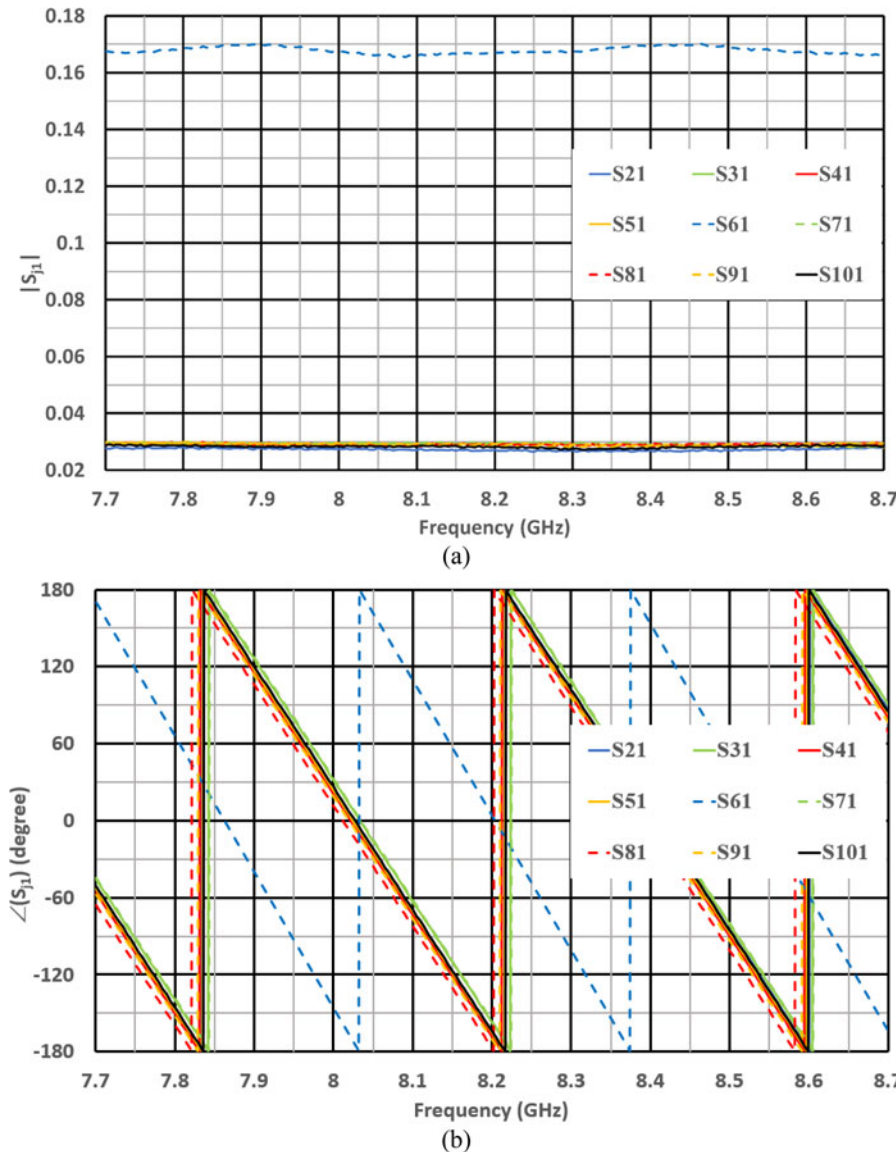 0.18
0.16
0.14
0.12
0.1
0.08
0.06
0.04
0.02
|Sj1|
S21 S31 S41
S51 S61 S71
S81 S91 S101
7.7 7.8 7.9 8 8.1 8.2 8.3 8.4 8.5 8.6 8.7
Frequency (GHz)
(a)
180
120
60
0
-60
-120
-180
∠(Sj1) (degree)
S21 S31 S41
S51 S61 S71
S81 S91 S101
7.7 7.8 7.9 8 8.1 8.2 8.3 8.4 8.5 8.6 8.7
Frequency (GHz)
(b)